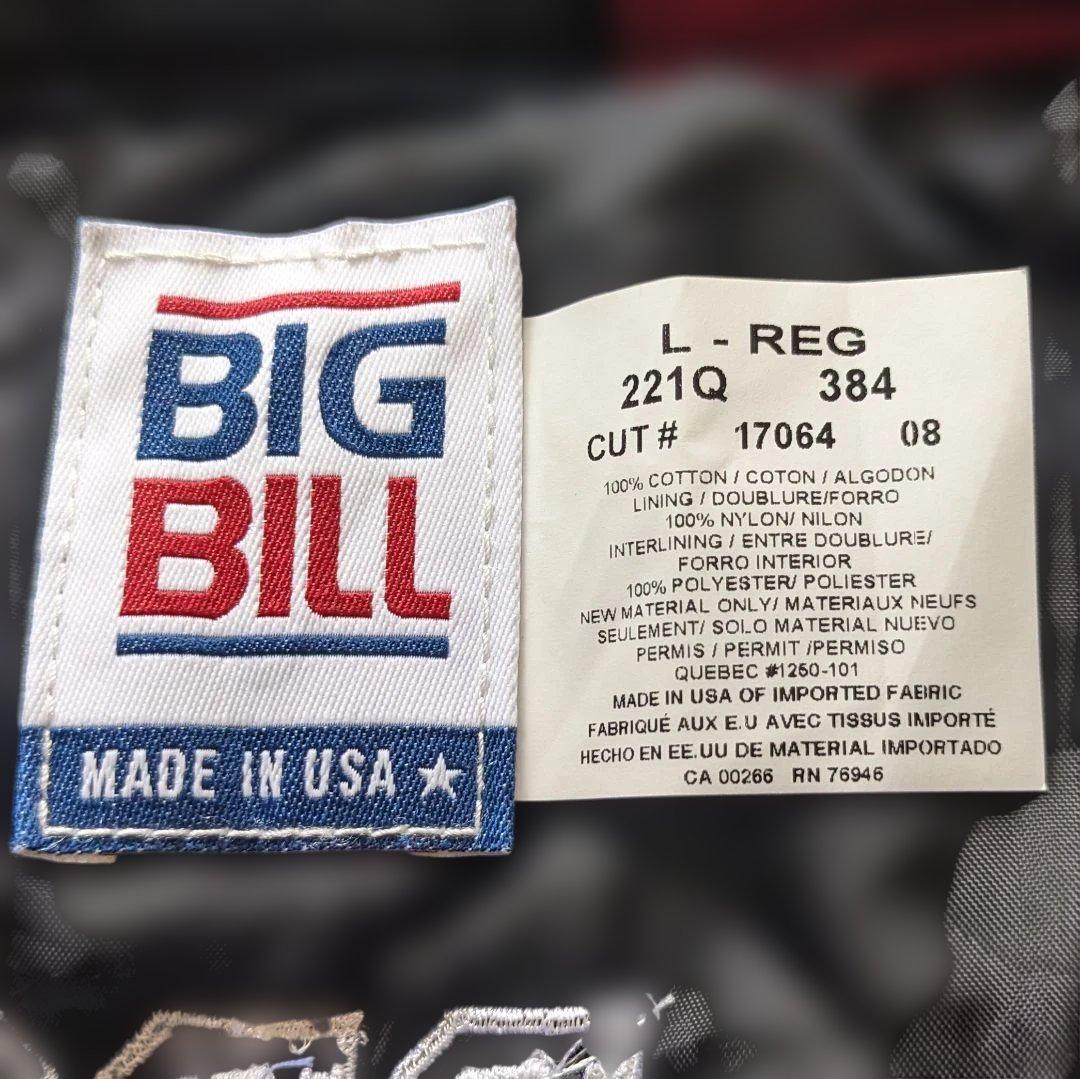 BIG
BILL
MADE IN USA
L - REG
221Q 384
CUT # 17064 08
100% COTTON / COTON / ALGODON
LINING / DOUBLURE/FORRO
100% NYLON/ NILON
INTERLINING / ENTRE DOUBLURE/
FORRO INTERIOR
100% POLYESTER/ POLIESTER
NEW MATERIAL ONLY/ MATERIAUX NEUFS
SEULEMENT/ SOLO MATERIAL NUEVO
PERMIS / PERMIT /PERMISO
QUEBEC #1250-101
MADE IN USA OF IMPORTED FABRIC
FABRIQUÉ AUX E.U AVEC TISSUS IMPORTÉ
HECHO EN EE.UU DE MATERIAL IMPORTADO
CA 00266 RN 76946